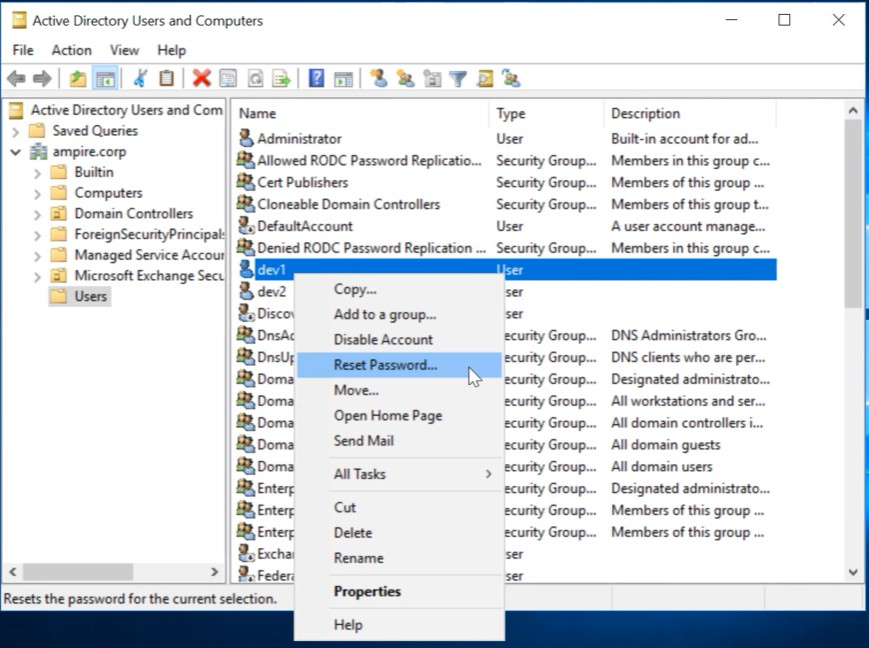 Active Directory Users and Computers
File Action View Help
Active Directory Users and Com
Saved Queries
ampire.corp
Builtin
Computers
Domain Controllers
ForeignSecurityPrincipals
Managed Service Accour
Microsoft Exchange Secu
Users
Name Type Description
Administrator User Built-in account for ad...
Allowed RODC Password Replicatio... Security Group... Members in this group c...
Cert Publishers Security Group... Members of this group ...
Cloneable Domain Controllers Security Group... Members of this group t...
DefaultAccount User A user account manage...
Denied RODC Password Replication ... Security Group... Members in this group c...
dev1 User
dev2 ser
Discov ser
DnsAd ecurity Group... DNS Administrators Gro...
DnsUp ecurity Group... DNS clients who are per...
Doma ecurity Group... Designated administrato...
Doma ecurity Group... All workstations and ser...
Doma ecurity Group... All domain controllers i...
Doma ecurity Group... All domain guests
Doma ecurity Group... All domain users
Enterp ecurity Group... Designated administrato...
Enterp ecurity Group... Members of this group ...
Enterp ecurity Group... Members of this group ...
Excha ser
Federa ser
Copy...
Add to a group...
Disable Account
Reset Password...
Move...
Open Home Page
Send Mail
All Tasks
Cut
Delete
Rename
Properties
Help
Resets the password for the current selection.